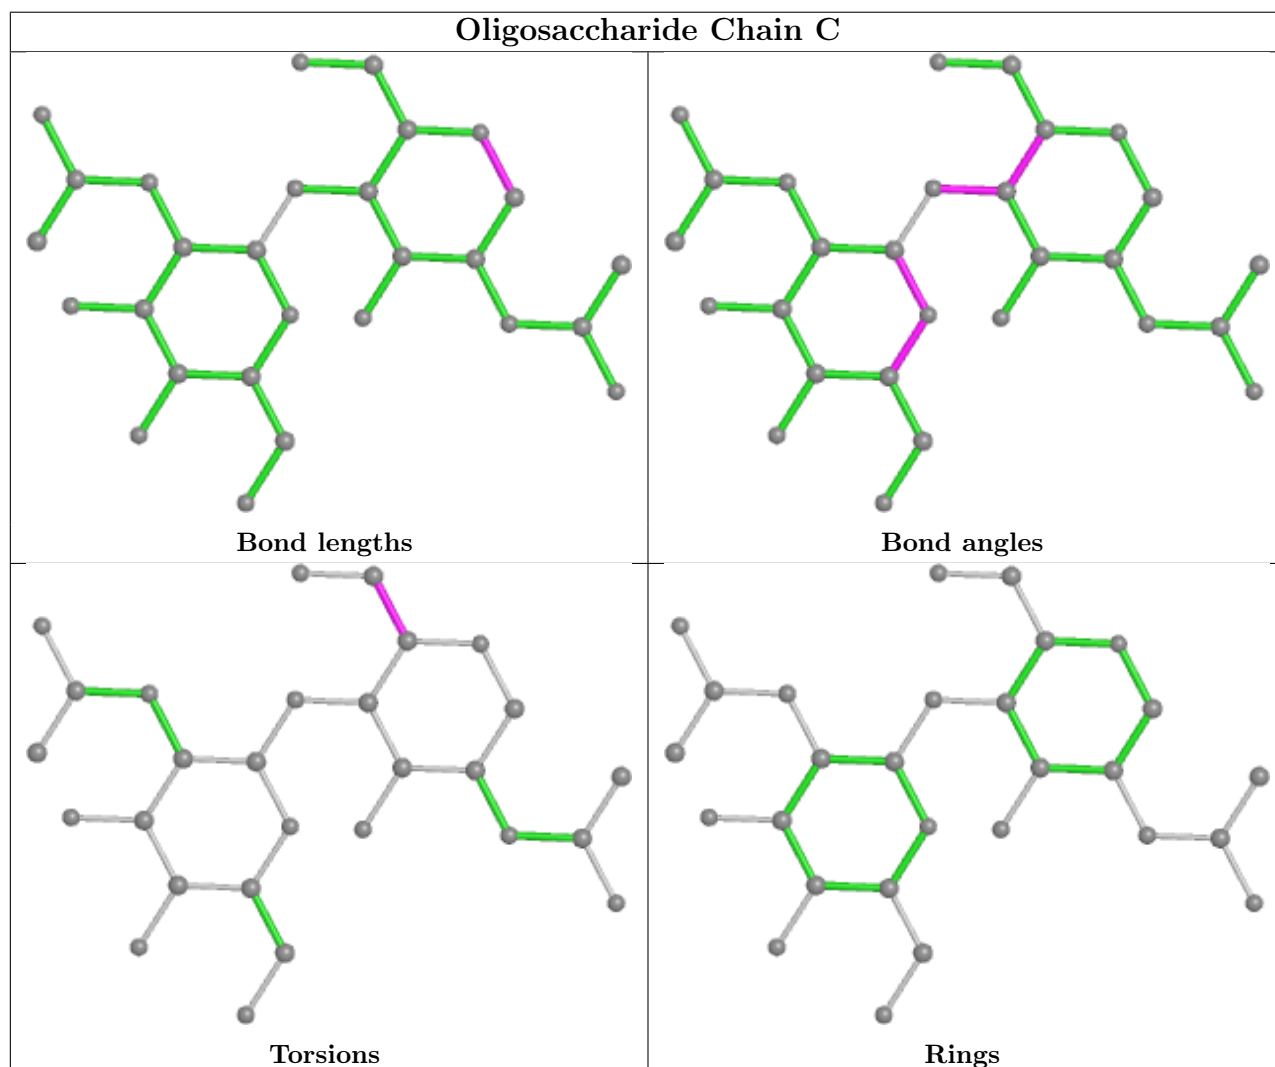 Oligosaccharide Chain C
Bond lengths
Bond angles
Torsions
Rings